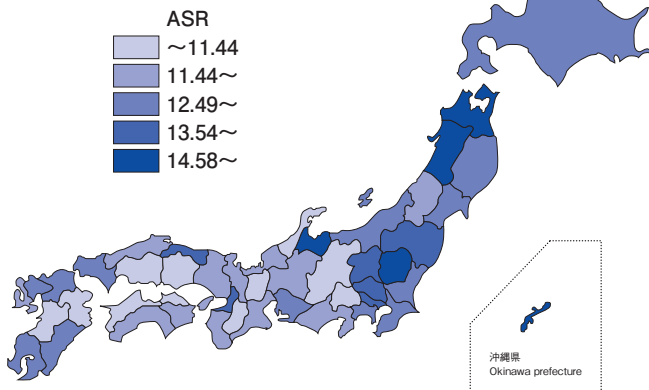 ASR
～11.44
11.44～
12.49～
13.54～
14.58～
沖縄県
Okinawa prefecture